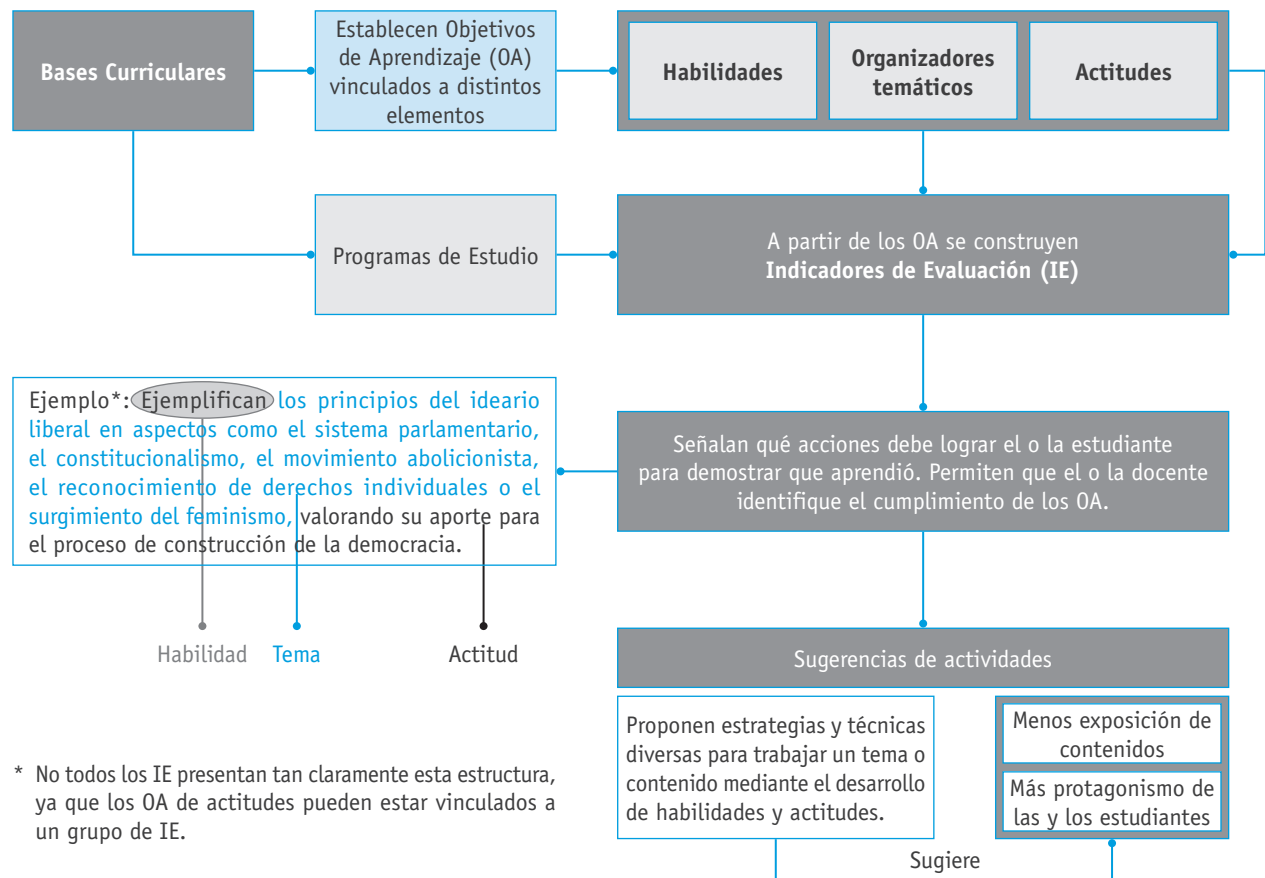 Bases Curriculares
Establecen Objetivos
de Aprendizaje (OA)
vinculados a distintos
elementos
Habilidades
Organizadores
temáticos
Actitudes
Programas de Estudio
A partir de los OA se construyen
Indicadores de Evaluación (IE)
Ejemplo*: Ejemplifican los principios del ideario
liberal en aspectos como el sistema parlamentario,
el constitucionalismo, el movimiento abolicionista,
el reconocimiento de derechos individuales o el
surgimiento del feminismo, valorando su aporte para
el proceso de construcción de la democracia.
Habilidad
Tema
Actitud
Señalan qué acciones debe lograr el o la estudiante
para demostrar que aprendió. Permiten que el o la docente
identifique el cumplimiento de los OA.
Sugerencias de actividades
Proponen estrategias y técnicas
diversas para trabajar un tema o
contenido mediante el desarrollo
de habilidades y actitudes.
Menos exposición de
contenidos
Más protagonismo de
las y los estudiantes
Sugiere
* No todos los IE presentan tan claramente esta estructura,
ya que los OA de actitudes pueden estar vinculados a
un grupo de IE.